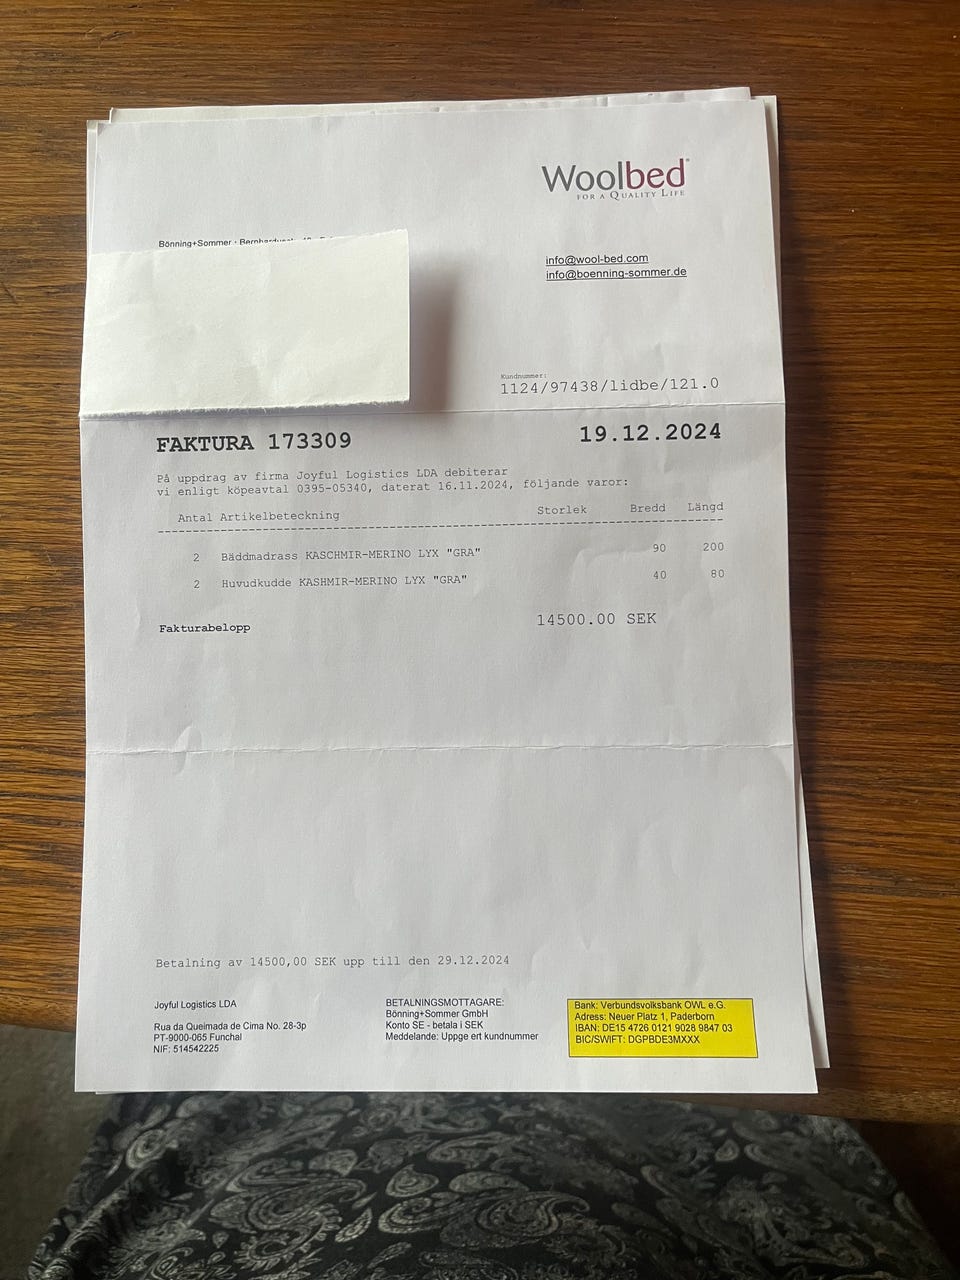 Woolbed
FOR A QUALITY LIFE
Bönning+Sommer ·
info@wool-bed.com
info@boenning-sommer.de
Kundnummer:
1124/97438/lidbe/121.0
FAKTURA 173309
19.12.2024
På uppdrag av firma Joyful Logistics LDA debiterar
vi enligt köpeavtal 0395-05340, daterat 16.11.2024, följande varor:
Antal Artikelbeteckning Storlek Bredd Längd
2 Bäddmadrass KASCHMIR-MERINO LYX "GRA" 90 200
2 Huvudkudde KASHMIR-MERINO LYX "GRA" 40 80
Fakturabelopp 14500.00 SEK
Betalning av 14500,00 SEK upp till den 29.12.2024
Joyful Logistics LDA
Rua da Queimada de Cima No. 28-3p
PT-9000-065 Funchal
NIF: 514542225
BETALNINGSMOTTAGARE:
Bönning+Sommer GmbH
Konto SE - betala i SEK
Meddelande: Uppge ert kundnummer
Bank: Verbundsvolksbank OWL e.G.
Adress: Neuer Platz 1, Paderborn
IBAN: DE15 4726 0121 9028 9847 03
BIC/SWIFT: DGPBDE3MXXX